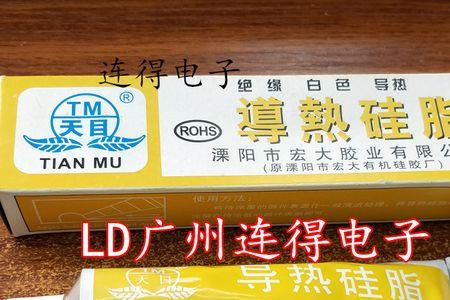 连得电子
TM
天目
®
TIAN MU
ROHS
绝缘 白色 导热
導熱硅脂
溧阳市宏大胶业有限公
(原溧阳市宏大有机硅胶厂)
使用方法:
LD广州连得电子
TM
天目
导热硅脂